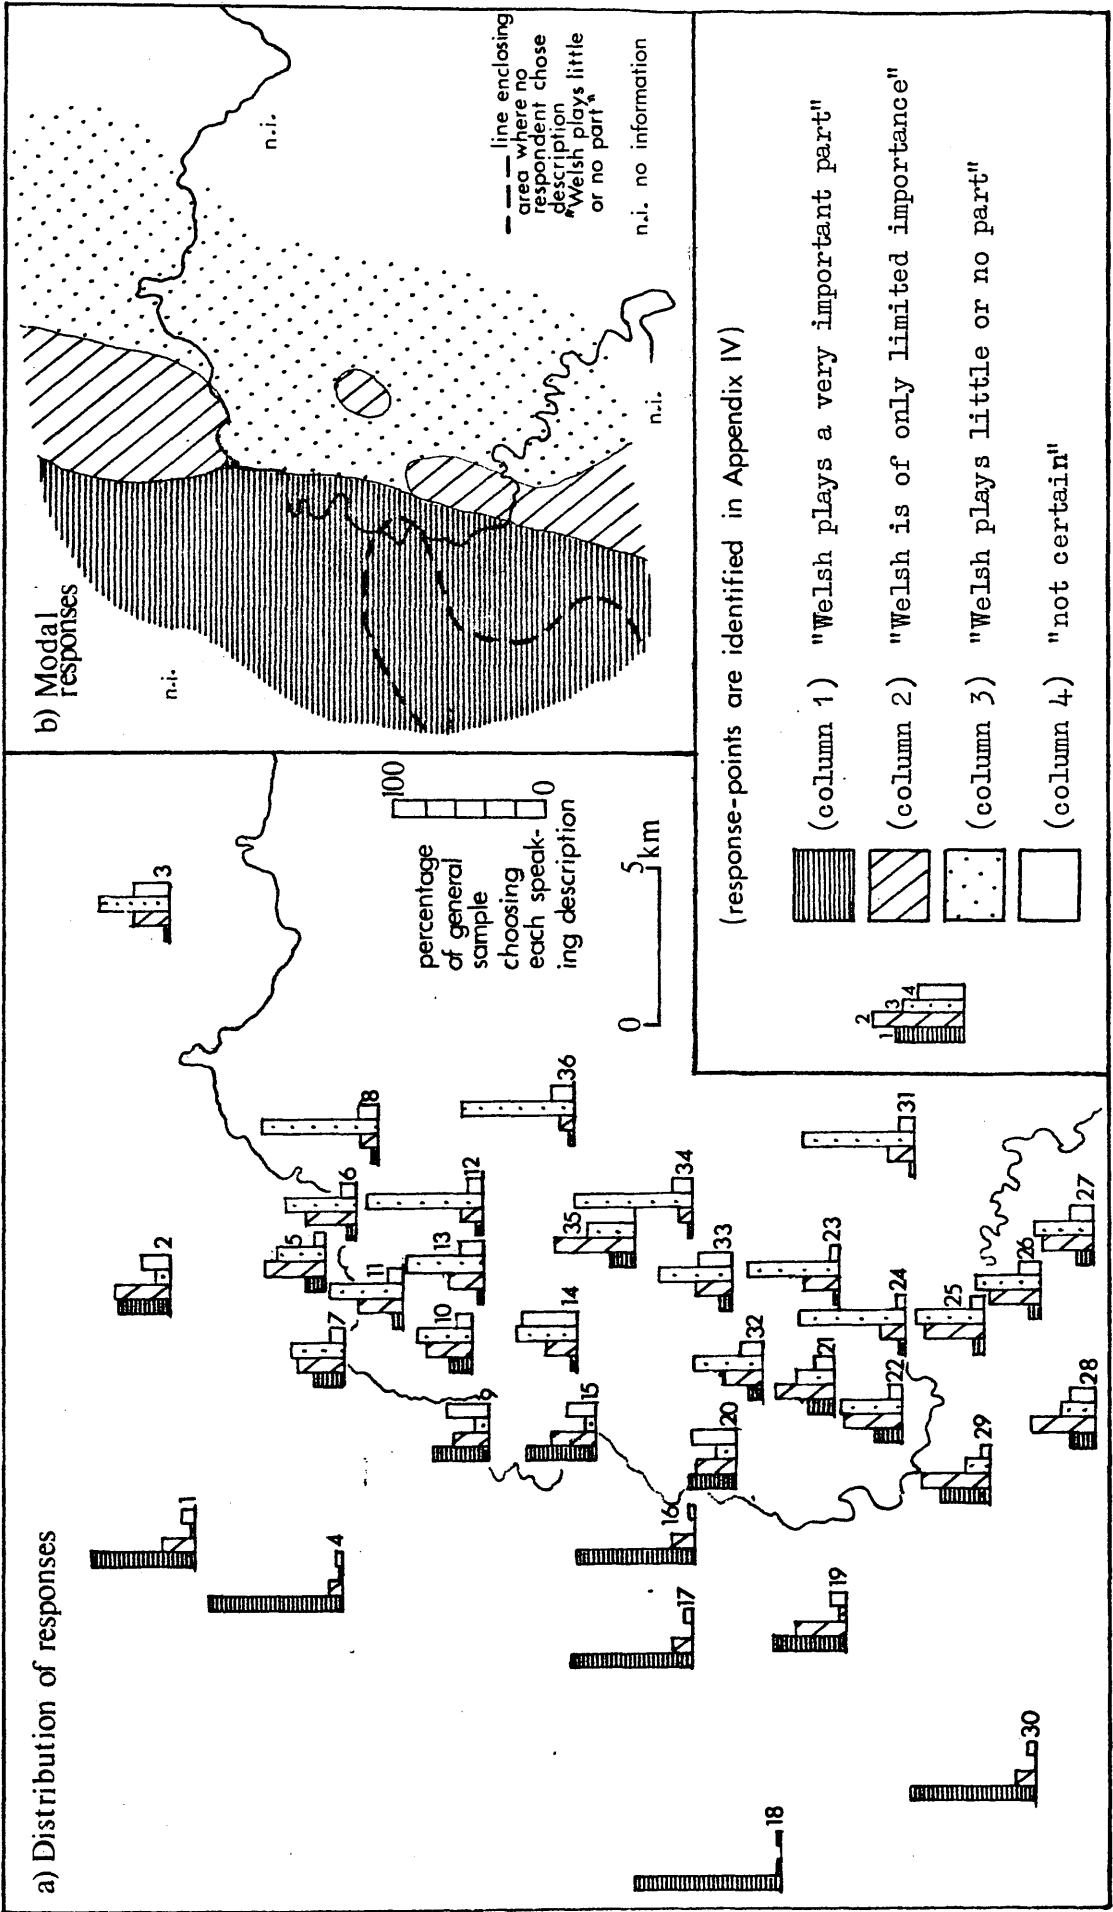 a) Distribution of responses
1
2
3
4
5
6
7
8
9
10
11
12
13
14
15
16
17
18
19
20
21
22
23
24
25
26
27
28
29
30
31
32
33
34
35
36
percentage
of general
sample
choosing
each speak-
ing description
100
0
0 5
km
b) Modal
responses
n.i.
n.i.
n.i.
line enclosing
area where no
respondent chose
description
"Welsh plays little
or no part"
n.i. no information
(response-points are identified in Appendix IV)
1 2 3 4
(column 1) "Welsh plays a very important part"
(column 2) "Welsh is of only limited importance"
(column 3) "Welsh plays little or no part"
(column 4) "not certain"